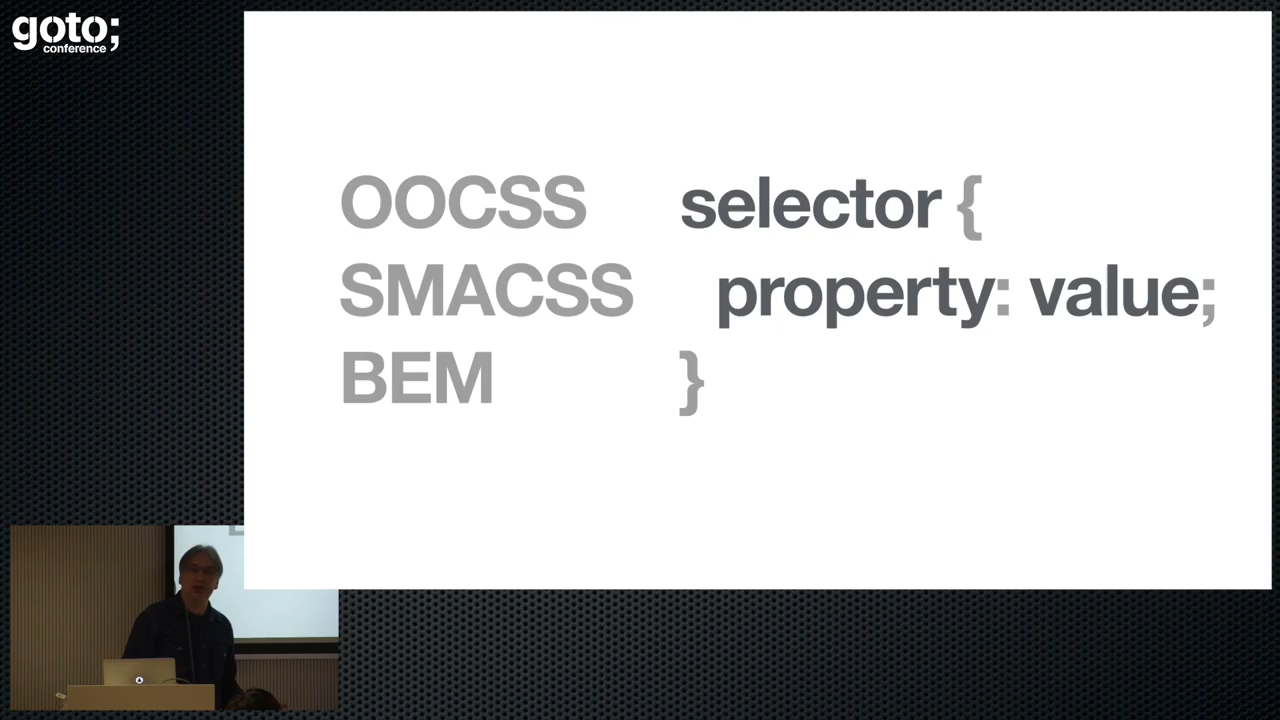 goto;
conference
OOCSS
SMACSS
BEM
selector {
property: value;
}